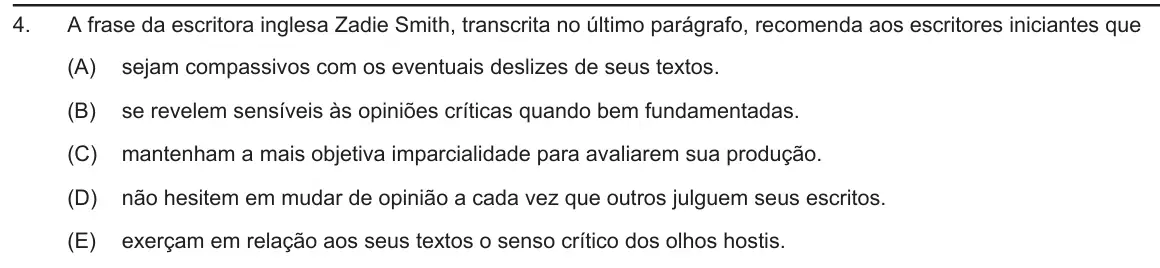 4. A frase da escritora inglesa Zadie Smith, transcrita no último parágrafo, recomenda aos escritores iniciantes que
(A) sejam compassivos com os eventuais deslizes de seus textos.
(B) se revelem sensíveis às opiniões críticas quando bem fundamentadas.
(C) mantenham a mais objetiva imparcialidade para avaliarem sua produção.
(D) não hesitem em mudar de opinião a cada vez que outros julguem seus escritos.
(E) exerçam em relação aos seus textos o senso crítico dos olhos hostis.